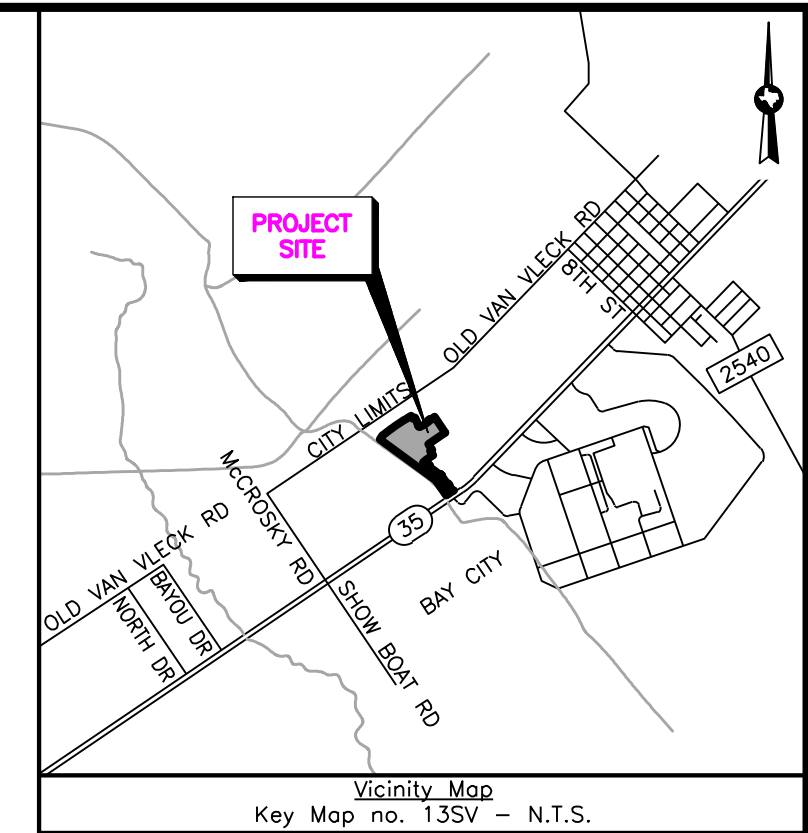 PROJECT
SITE
OLD VAN VLECK RD
8TH ST
2540
CITY LIMITS
McCROSKY RD
35
OLD VAN VLECK RD
BAYOU DR
NORTH DR
SHOW BOAT RD
BAY CITY
Vicinity Map
Key Map no. 13SV – N.T.S.